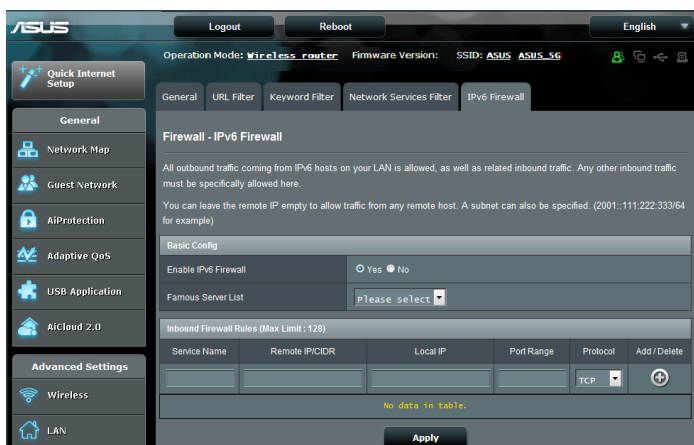 ASUS
Logout
Reboot
English
Operation Mode: Wireless router Firmware Version: SSID: ASUS ASUS_5G
Quick Internet
Setup
General
Network Map
Guest Network
AiProtection
Adaptive QoS
USB Application
AiCloud 2.0
Advanced Settings
Wireless
LAN
General
URL Filter
Keyword Filter
Network Services Filter
IPv6 Firewall
Firewall - IPv6 Firewall
All outbound traffic coming from IPv6 hosts on your LAN is allowed, as well as related inbound traffic. Any other inbound traffic
must be specifically allowed here.
You can leave the remote IP empty to allow traffic from any remote host. A subnet can also be specified. (2001::111:222:333/64
for example)
Basic Config
Enable IPv6 Firewall
Yes No
Famous Server List
Please select
Inbound Firewall Rules (Max Limit : 128)
Service Name
Remote IP/CIDR
Local IP
Port Range
Protocol
Add / Delete
TCP
No data in table.
Apply